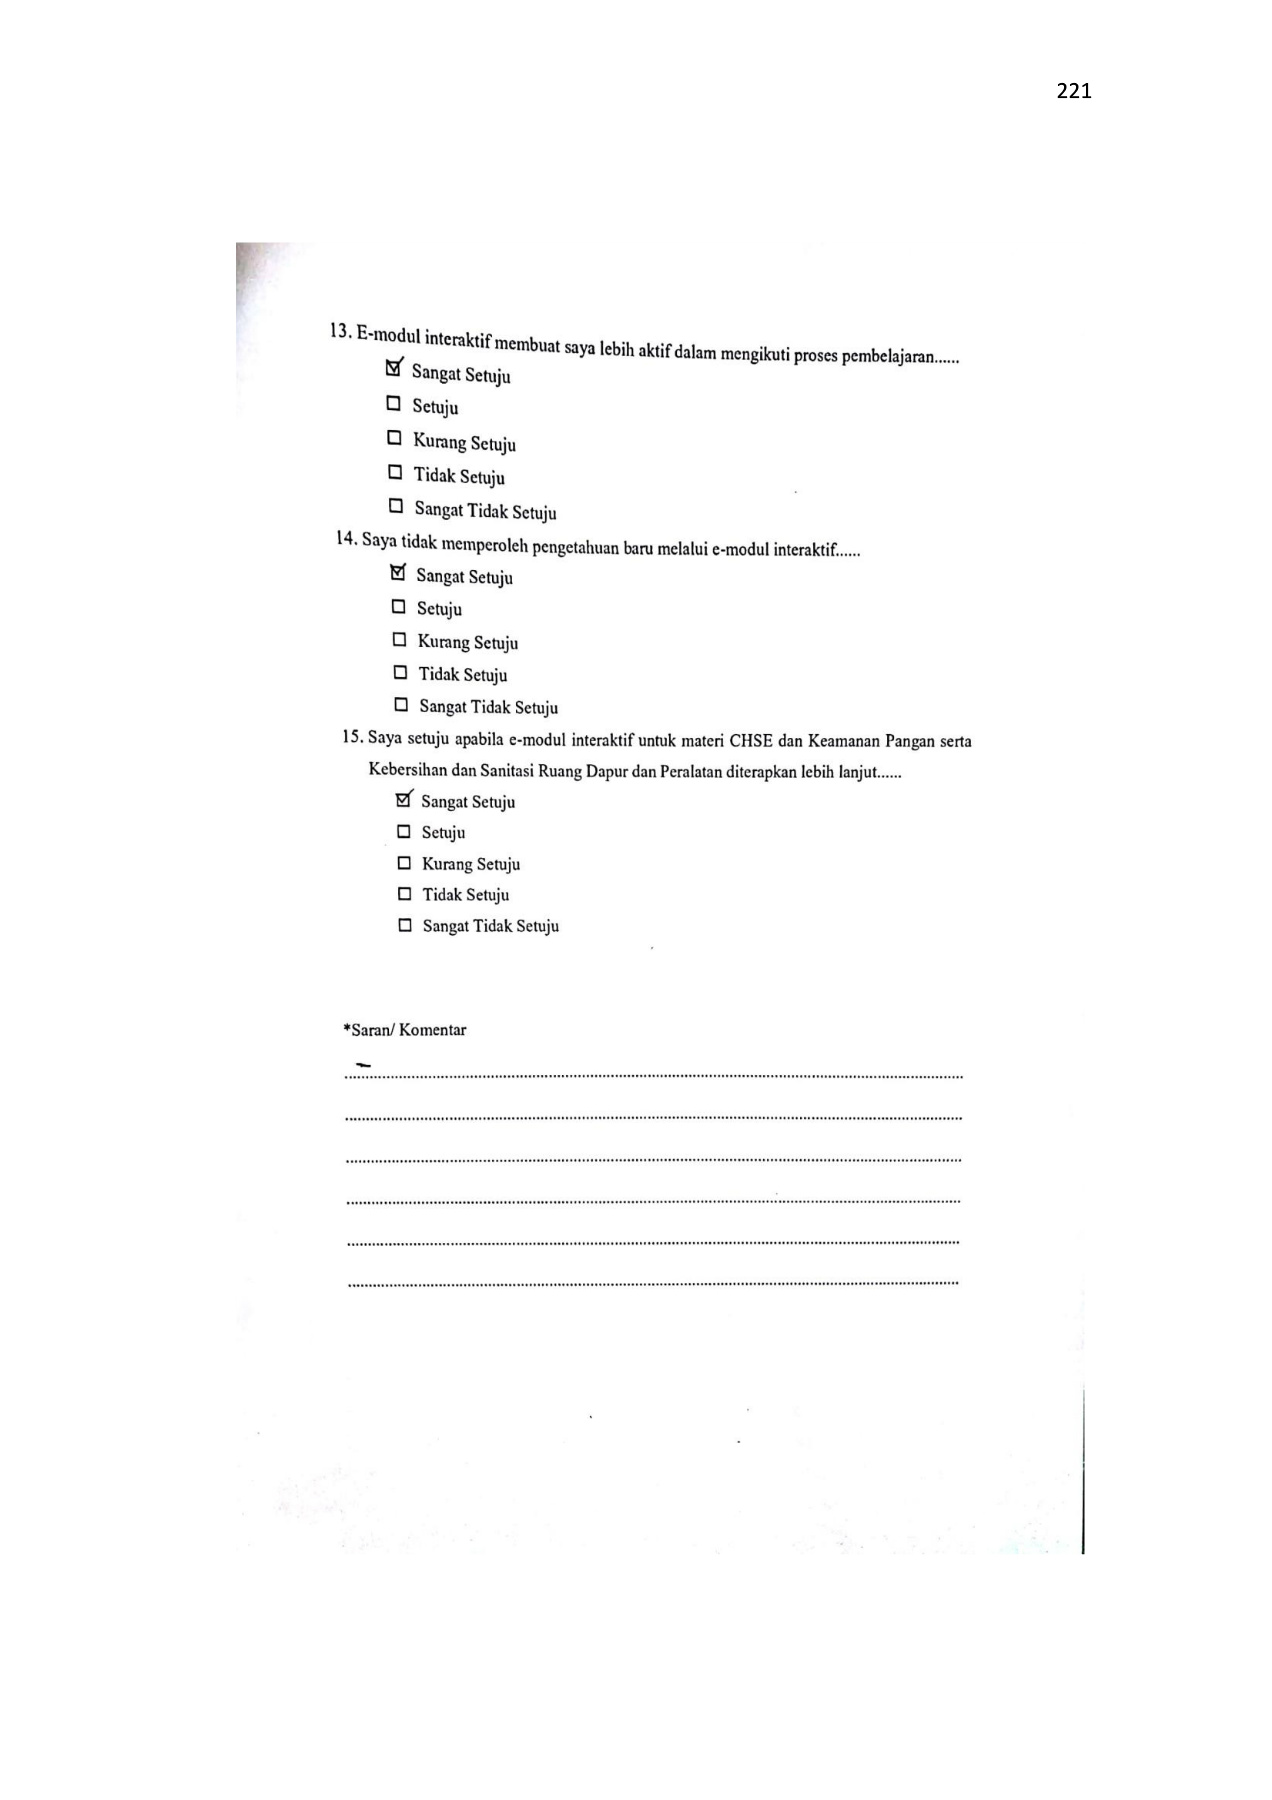 221
13. E-modul interaktif membuat saya lebih aktif dalam mengikuti proses pembelajaran......
☑ Sangat Setuju
☐ Setuju
☐ Kurang Setuju
☐ Tidak Setuju
☐ Sangat Tidak Setuju
14. Saya tidak memperoleh pengetahuan baru melalui e-modul interaktif......
☑ Sangat Setuju
☐ Setuju
☐ Kurang Setuju
☐ Tidak Setuju
☐ Sangat Tidak Setuju
15. Saya setuju apabila e-modul interaktif untuk materi CHSE dan Keamanan Pangan serta
Kebersihan dan Sanitasi Ruang Dapur dan Peralatan diterapkan lebih lanjut......
☑ Sangat Setuju
☐ Setuju
☐ Kurang Setuju
☐ Tidak Setuju
☐ Sangat Tidak Setuju
*Saran/ Komentar
–